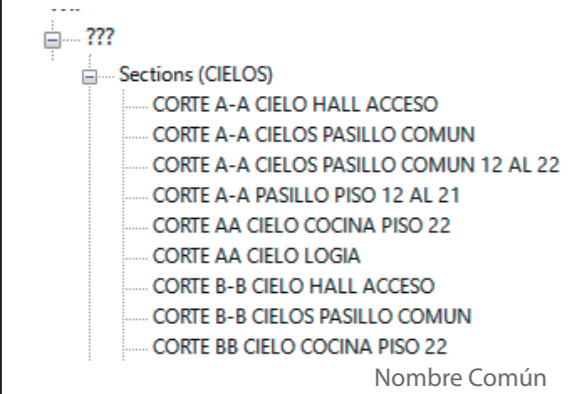 ???
Sections (CIELOS)
CORTE A-A CIELO HALL ACCESO
CORTE A-A CIELOS PASILLO COMUN
CORTE A-A CIELOS PASILLO COMUN 12 AL 22
CORTE A-A PASILLO PISO 12 AL 21
CORTE AA CIELO COCINA PISO 22
CORTE AA CIELO LOGIA
CORTE B-B CIELO HALL ACCESO
CORTE B-B CIELOS PASILLO COMUN
CORTE BB CIELO COCINA PISO 22
Nombre Común